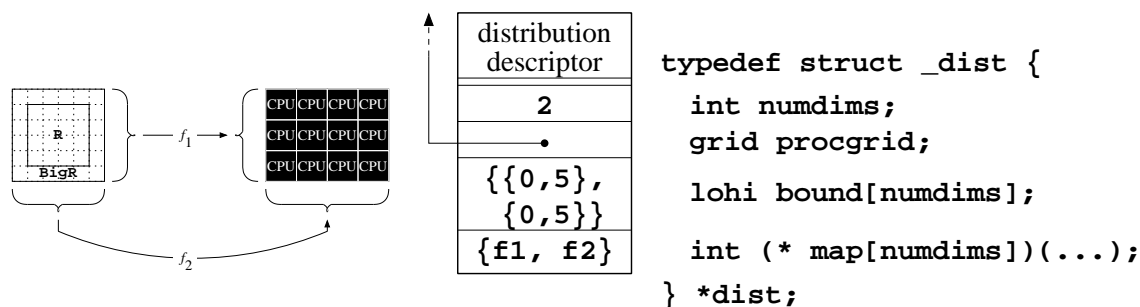 R
BigR
f1
f2
CPU CPU CPU CPU
CPU CPU CPU CPU
CPU CPU CPU CPU
distribution
descriptor
2
{{0,5},
{0,5}}
{f1, f2}
typedef struct _dist {
int numdims;
grid procgrid;
lohi bound[numdims];
int (* map[numdims])(...);
} *dist;